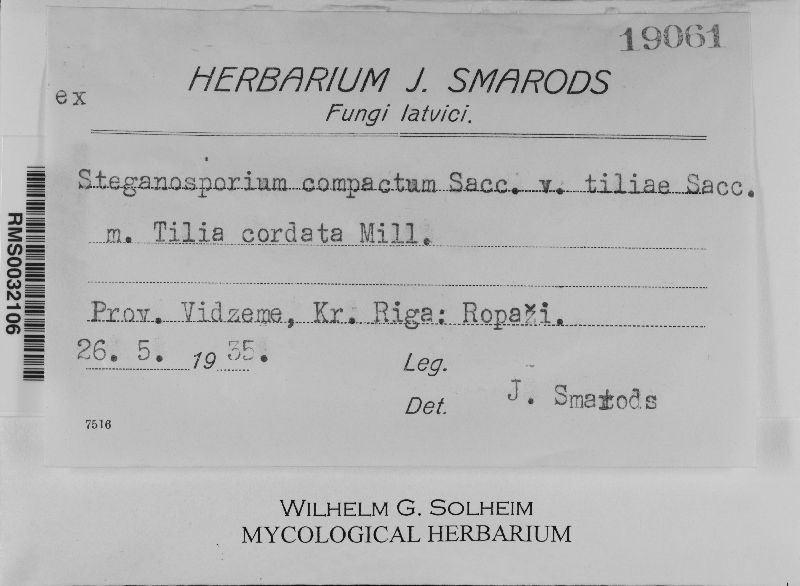 19061
HERBARIUM J. SMARODS
ex
Fungi latvici.
Steganosporium compactum Sacc. v. tiliae Sacc.
m. Tilia cordata Mill.
Prov. Vidzeme, Kr. Riga: Ropaži.
26. 5. 1935.
Leg.
Det. J. Smarods
7516
RMS0032106
WILHELM G. SOLHEIM
MYCOLOGICAL HERBARIUM